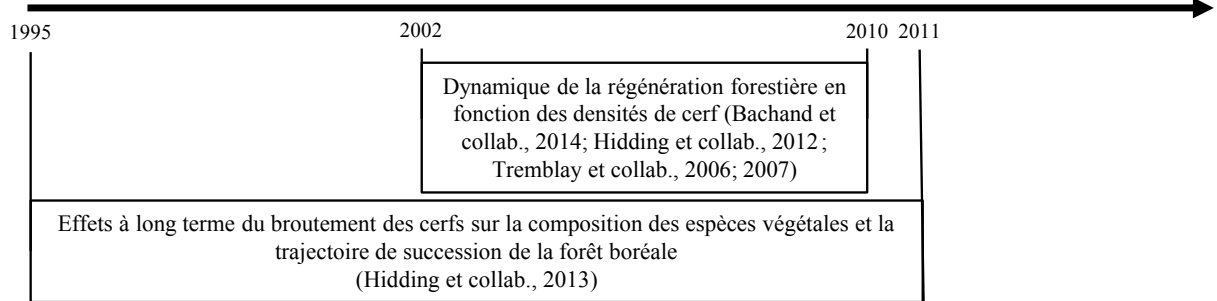 1995 2002 2010 2011
Dynamique de la régénération forestière en
fonction des densités de cerf (Bachand et
collab., 2014; Hidding et collab., 2012 ;
Tremblay et collab., 2006; 2007)
Effets à long terme du broutement des cerfs sur la composition des espèces végétales et la
trajectoire de succession de la forêt boréale
(Hidding et collab., 2013)